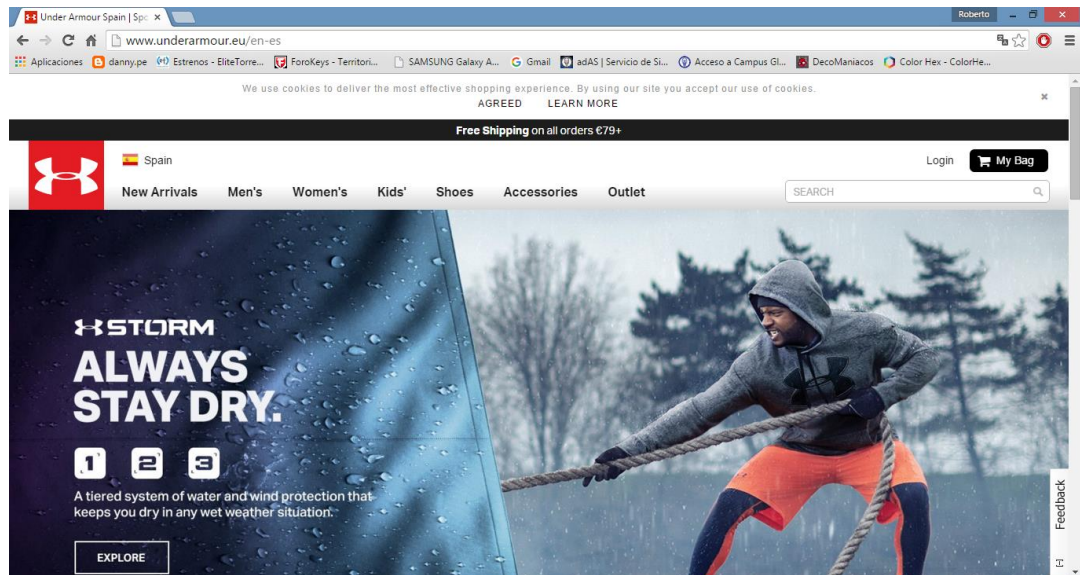 Under Armour Spain | Spo
Roberto
www.underarmour.eu/en-es
Aplicaciones danny.pe Estrenos - EliteTorre... ForoKeys - Territori... SAMSUNG Galaxy A... Gmail adAS | Servicio de Si... Acceso a Campus Gl... DecoManiacos Color Hex - ColorHe...
We use cookies to deliver the most effective shopping experience. By using our site you accept our use of cookies.
AGREED LEARN MORE
Free Shipping on all orders €79+
Spain
Login My Bag
New Arrivals Men's Women's Kids' Shoes Accessories Outlet
SEARCH
STORM
ALWAYS
STAY DRY.
1 2 3
A tiered system of water and wind protection that
keeps you dry in any wet weather situation.
EXPLORE
Feedback
[-]